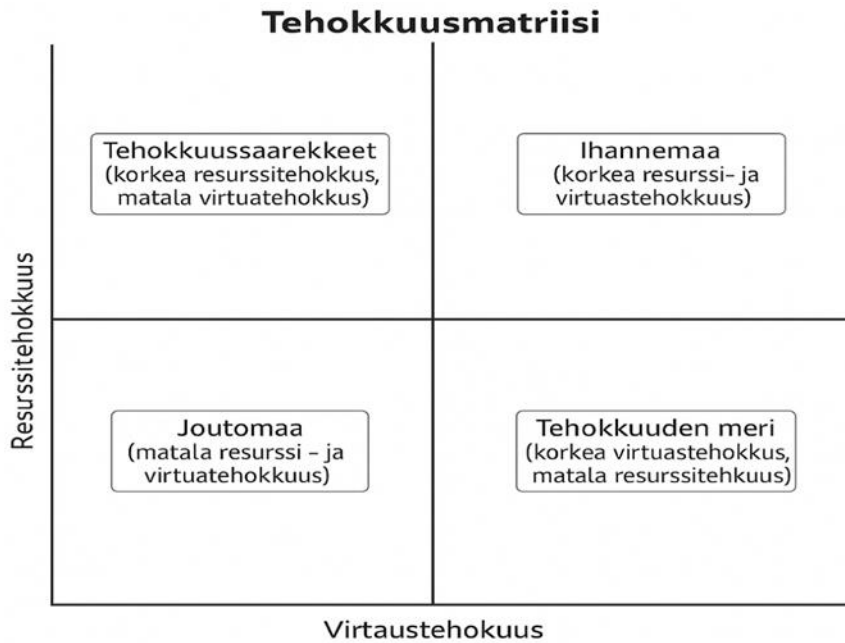 Tehokkuusmatriisi
Tehokkuussaarekkeet
(korkea resurssitehokkus,
matala virtuatehokkus)
Ihannemaa
(korkea resurssi– ja
virtuastehokkuus)
Resurssitehokkuus
Joutomaa
(matala resurssi – ja
virtuatehokkuus)
Tehokkuuden meri
(korkea virtuastehokkus,
matala resurssitehkuus)
Virtaustehokuus